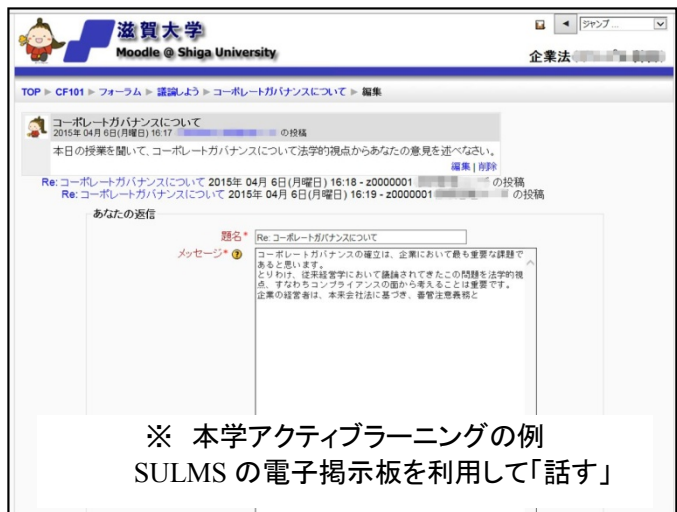 滋賀大学
Moodle @ Shiga University
ジャンプ...
企業法
TOP ► CF101 ► フォーラム ► 議論しよう ► コーポレートガバナンスについて ► 編集
コーポレートガバナンスについて
2015年 04月 6日(月曜日) 16:17 の投稿
本日の授業を聞いて、コーポレートガバナンスについて法学的視点からあなたの意見を述べなさい。
編集 | 削除
Re: コーポレートガバナンスについて 2015年 04月 6日(月曜日) 16:18 - z0000001 の投稿
Re: コーポレートガバナンスについて 2015年 04月 6日(月曜日) 16:19 - z0000001 の投稿
あなたの返信
題名*
Re: コーポレートガバナンスについて
メッセージ*
コーポレートガバナンスの確立は、企業において最も重要な課題で
あると思います。
とりわけ、従来経営学において議論されてきたこの問題を法学的視
点、すなわちコンプライアンスの面から考えることは重要です。
企業の経営者は、本来会社法に基づき、善管注意義務と
※ 本学アクティブラーニングの例
SULMS の電子掲示板を利用して「話す」